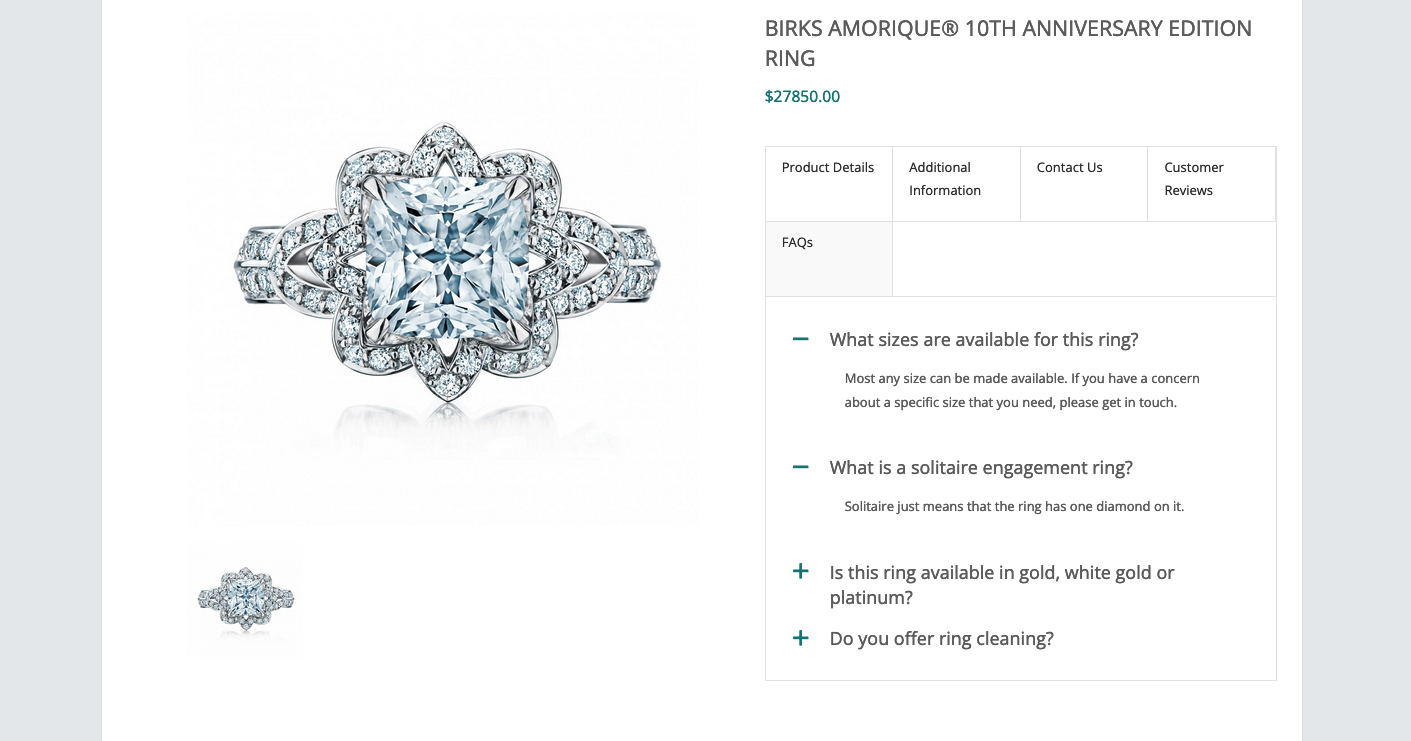 BIRKS AMORIQUE® 10TH ANNIVERSARY EDITION
RING
$27850.00
Product Details
Additional
Information
Contact Us
Customer
Reviews
FAQs
What sizes are available for this ring?
Most any size can be made available. If you have a concern
about a specific size that you need, please get in touch.
What is a solitaire engagement ring?
Solitaire just means that the ring has one diamond on it.
Is this ring available in gold, white gold or
platinum?
Do you offer ring cleaning?